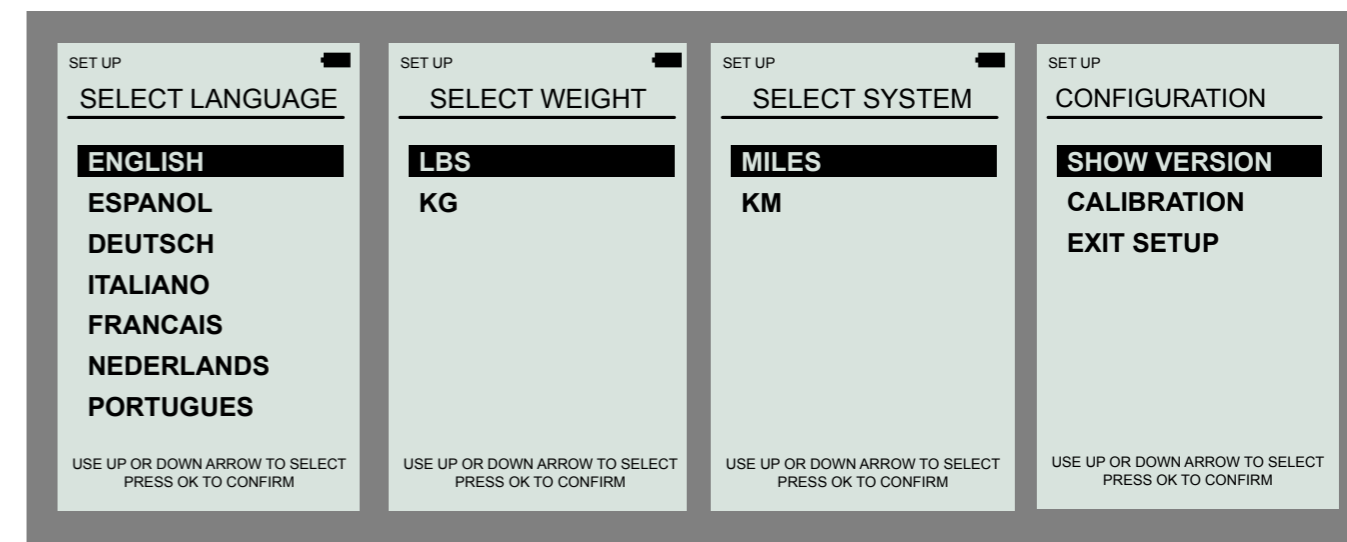 SET UP
SELECT LANGUAGE
ENGLISH
ESPANOL
DEUTSCH
ITALIANO
FRANCAIS
NEDERLANDS
PORTUGUES
USE UP OR DOWN ARROW TO SELECT
PRESS OK TO CONFIRM
SET UP
SELECT WEIGHT
LBS
KG
USE UP OR DOWN ARROW TO SELECT
PRESS OK TO CONFIRM
SET UP
SELECT SYSTEM
MILES
KM
USE UP OR DOWN ARROW TO SELECT
PRESS OK TO CONFIRM
SET UP
CONFIGURATION
SHOW VERSION
CALIBRATION
EXIT SETUP
USE UP OR DOWN ARROW TO SELECT
PRESS OK TO CONFIRM